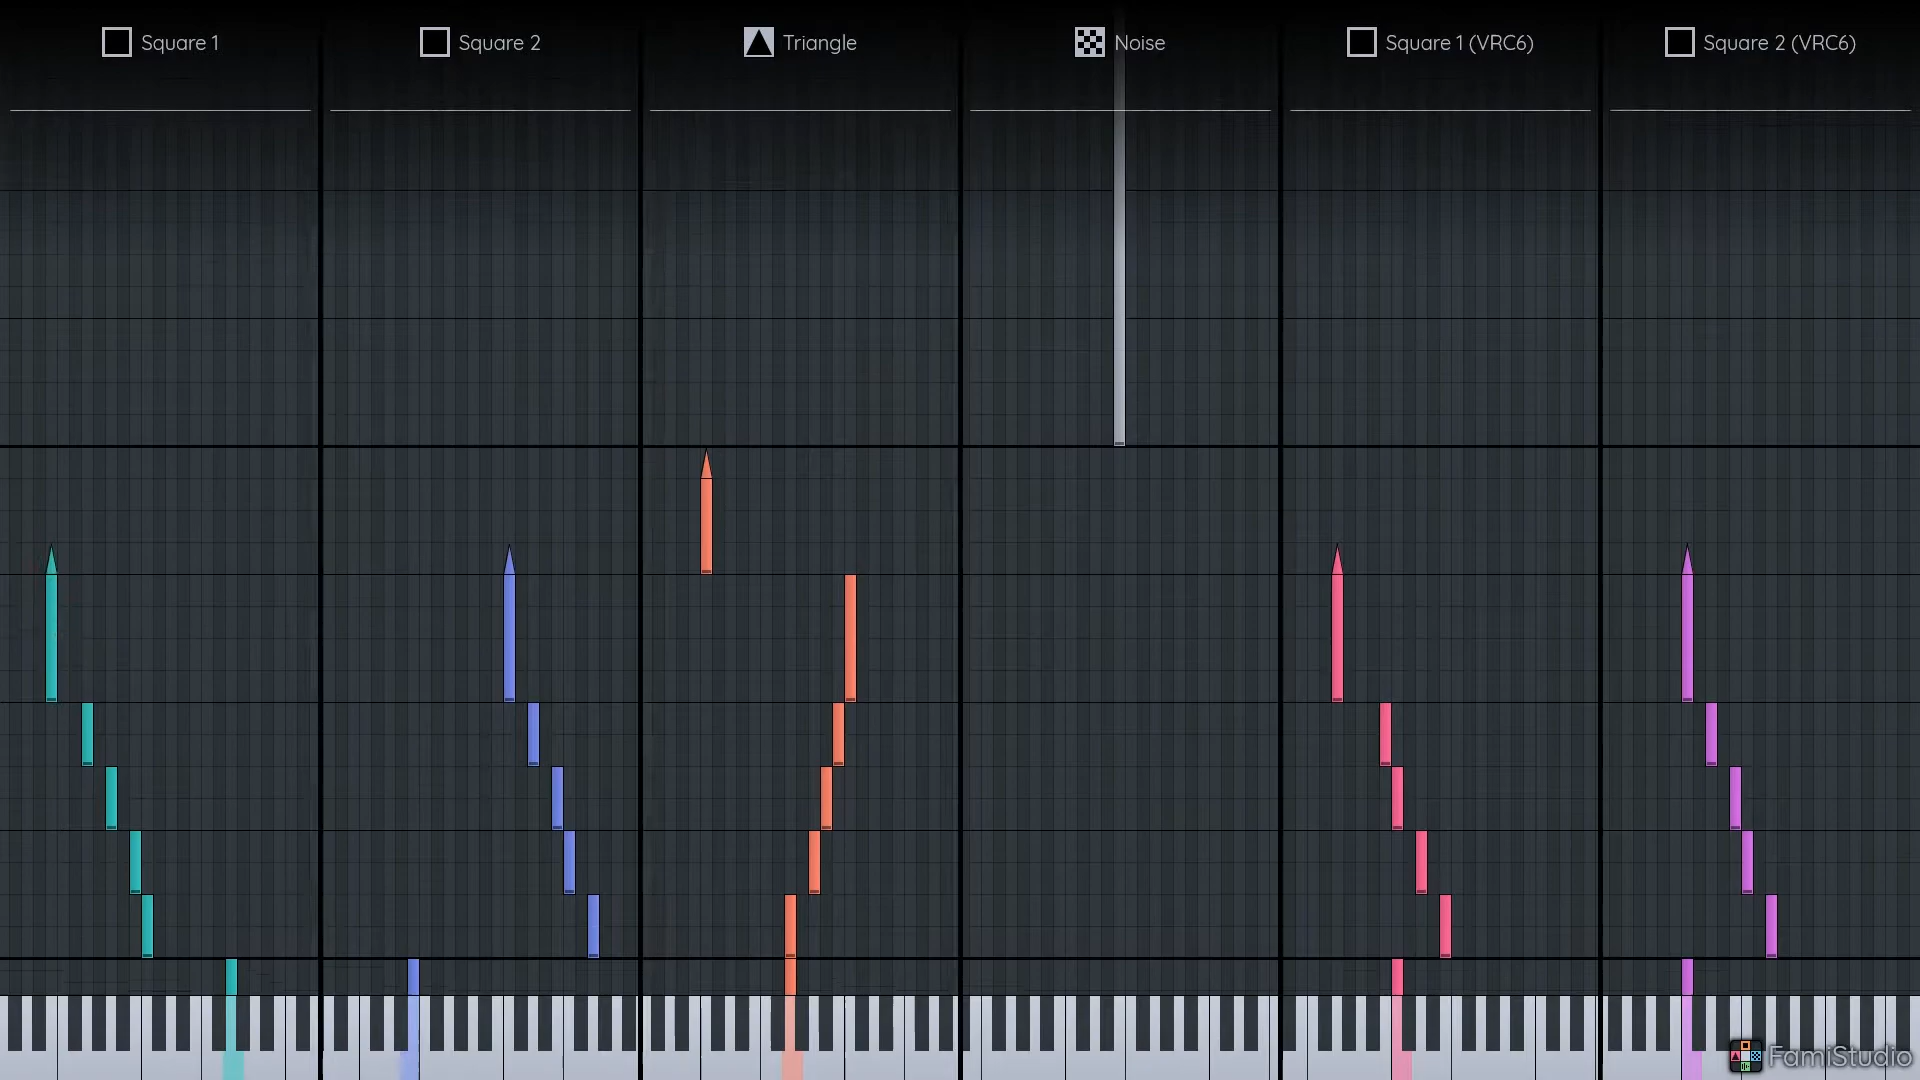 Square 1
Square 2
Triangle
Noise
Square 1 (VRC6)
Square 2 (VRC6)
FamiStudio